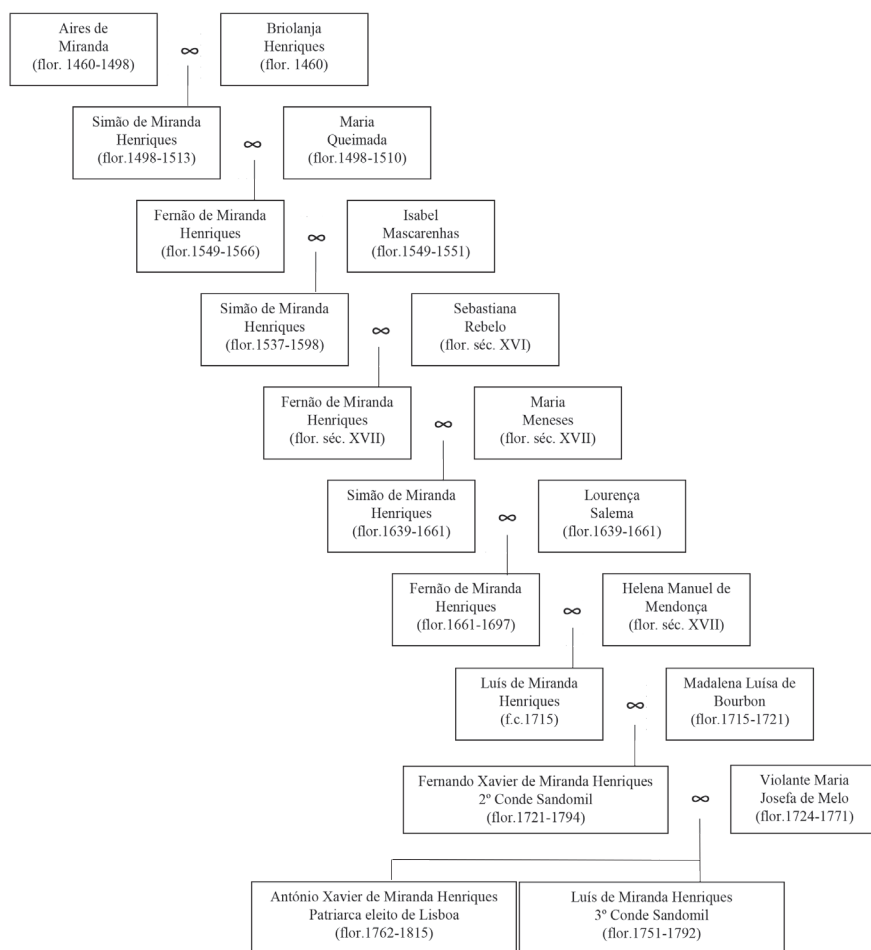 Aires de
Miranda
(flor. 1460-1498)
∞
Briolanja
Henriques
(flor. 1460)
Simão de Miranda
Henriques
(flor.1498-1513)
∞
Maria
Queimada
(flor.1498-1510)
Fernão de Miranda
Henriques
(flor.1549-1566)
∞
Isabel
Mascarenhas
(flor.1549-1551)
Simão de Miranda
Henriques
(flor.1537-1598)
∞
Sebastiana
Rebelo
(flor. séc. XVI)
Fernão de Miranda
Henriques
(flor. séc. XVII)
∞
Maria
Meneses
(flor. séc. XVII)
Simão de Miranda
Henriques
(flor.1639-1661)
∞
Lourença
Salema
(flor.1639-1661)
Fernão de Miranda
Henriques
(flor.1661-1697)
∞
Helena Manuel de
Mendonça
(flor. séc. XVII)
Luís de Miranda
Henriques
(f.c.1715)
∞
Madalena Luísa de
Bourbon
(flor.1715-1721)
Fernando Xavier de Miranda Henriques
2º Conde Sandomil
(flor.1721-1794)
∞
Violante Maria
Josefa de Melo
(flor.1724-1771)
António Xavier de Miranda Henriques
Patriarca eleito de Lisboa
(flor.1762-1815)
Luís de Miranda Henriques
3º Conde Sandomil
(flor.1751-1792)